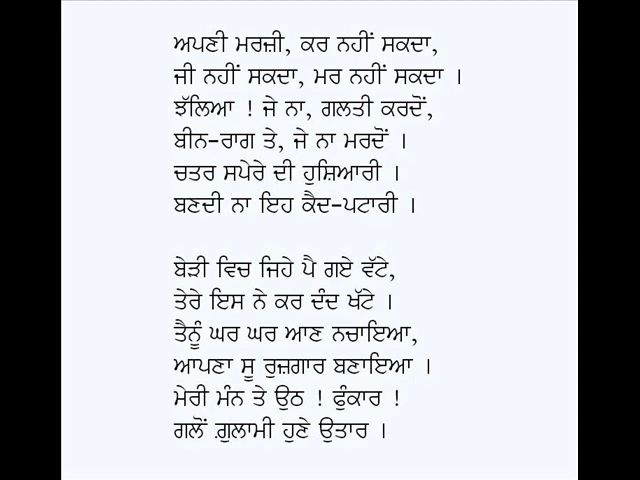 ਅਪਣੀ ਮਰਜ਼ੀ, ਕਰ ਨਹੀਂ ਸਕਦਾ,
ਜੀ ਨਹੀਂ ਸਕਦਾ, ਮਰ ਨਹੀਂ ਸਕਦਾ ।
ਝੱਲਿਆ ! ਜੇ ਨਾ, ਗਲਤੀ ਕਰਦੋਂ,
ਬੀਨ-ਰਾਗ ਤੇ, ਜੇ ਨਾ ਮਰਦੋਂ ।
ਚਤਰ ਸਪੇਰੇ ਦੀ ਹੁਸ਼ਿਆਰੀ ।
ਬਣਦੀ ਨਾ ਇਹ ਕੈਦ-ਪਟਾਰੀ ।
ਬੇੜੀ ਵਿਚ ਜਿਹੇ ਪੈ ਗਏ ਵੱਟੇ,
ਤੇਰੇ ਇਸ ਨੇ ਕਰ ਦੰਦ ਖੱਟੇ ।
ਤੈਨੂੰ ਘਰ ਘਰ ਆਣ ਨਚਾਇਆ,
ਆਪਣਾ ਸੂ ਰੁਜ਼ਗਾਰ ਬਣਾਇਆ ।
ਮੇਰੀ ਮੰਨ ਤੇ ਉਠ ! ਫੁੰਕਾਰ !
ਗਲੋਂ ਗ਼ੁਲਾਮੀ ਹੁਣੇ ਉਤਾਰ ।